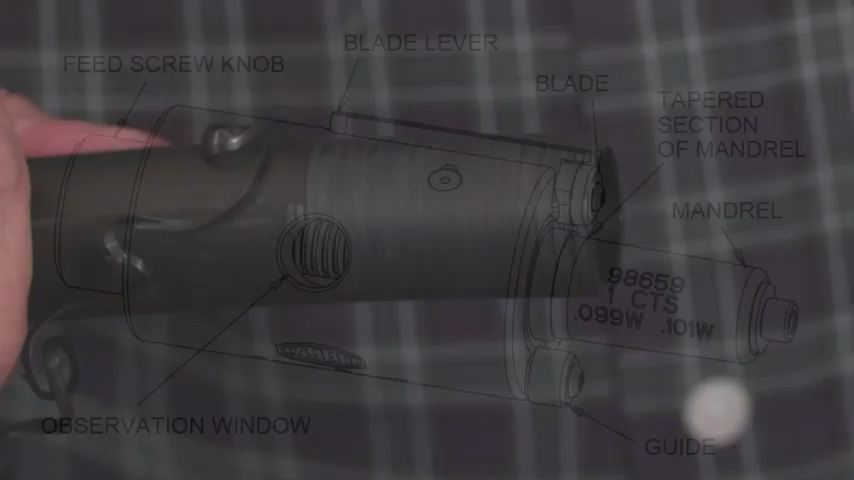 BLADE LEVER
FEED SCREW KNOB
BLADE
TAPERED
SECTION
OF MANDREL
MANDREL
98659
1 CTS
.099W .101W
OBSERVATION WINDOW
GUIDE